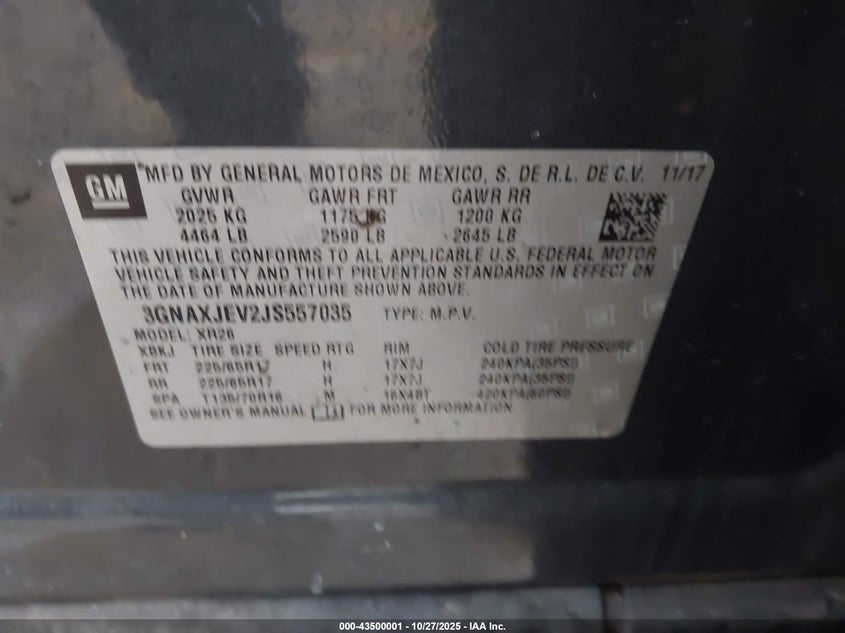 GM
MFD BY GENERAL MOTORS DE MEXICO, S. DE R.L. DE C.V. 11/17
GVWR GAWR FRT GAWR RR
2025 KG 1175 KG 1200 KG
4464 LB 2590 LB 2645 LB
THIS VEHICLE CONFORMS TO ALL APPLICABLE U.S. FEDERAL MOTOR
VEHICLE SAFETY AND THEFT PREVENTION STANDARDS IN EFFECT ON
THE DATE OF MANUFACTURE SHOWN ABOVE.
3GNAXJEV2JS557035 TYPE: M.P.V.
MODEL: XR26
XBKJ TIRE SIZE SPEED RTG RIM COLD TIRE PRESSURE
FRT 225/65R17 H 17X7J 240KPA(35PSI)
RR 225/65R17 H 17X7J 240KPA(35PSI)
SPA T135/70R16 M 16X4BT 420KPA(60PSI)
SEE OWNER'S MANUAL FOR MORE INFORMATION.
000-43500001 | 10/27/2025 | IAA Inc.